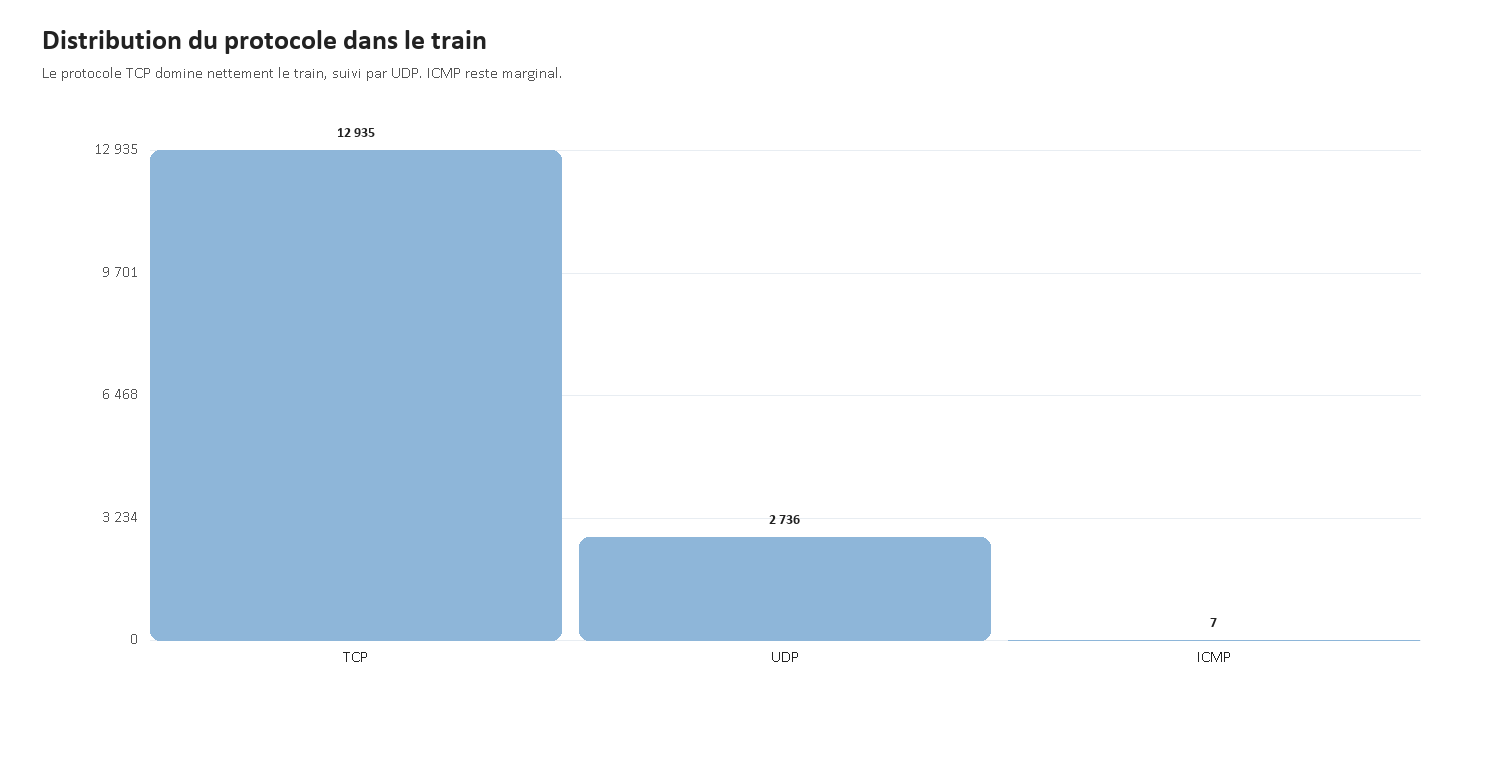 Distribution du protocole dans le train
Le protocole TCP domine nettement le train, suivi par UDP. ICMP reste marginal.
12 935
12 935
9 701
6 468
3 234
2 736
7
0
TCP
UDP
ICMP